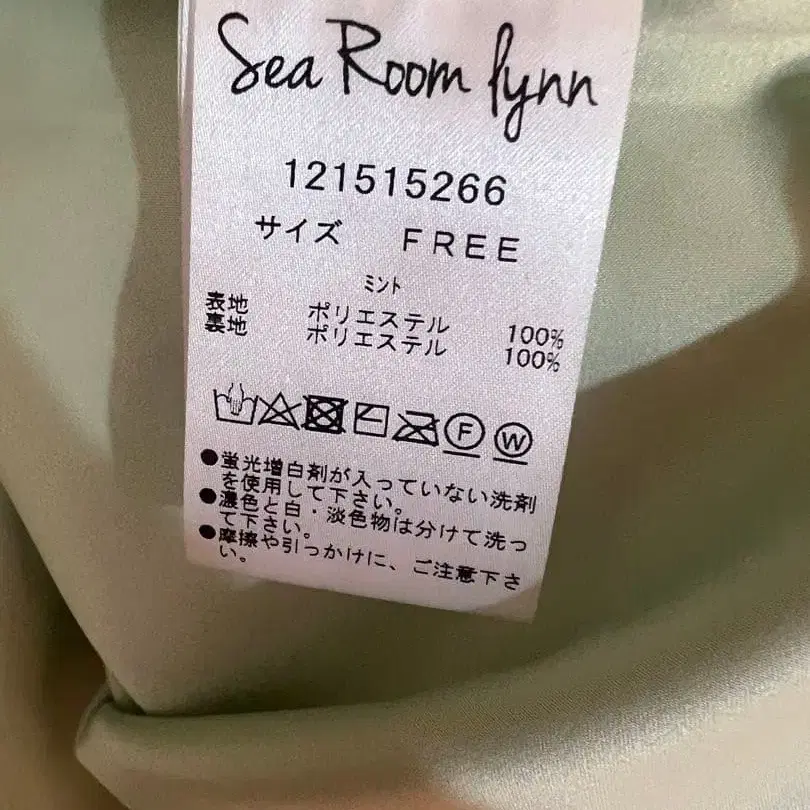 Sea Room lynn
121515266
サイズ FREE
ミント
表地 ポリエステル 100%
裏地 ポリエステル 100%
F W
●蛍光増白剤が入っていない洗剤
を使用して下さい。
●濃色と白・淡色物は分けて洗っ
て下さい。
●摩擦や引っかけに、ご注意下さ
い。